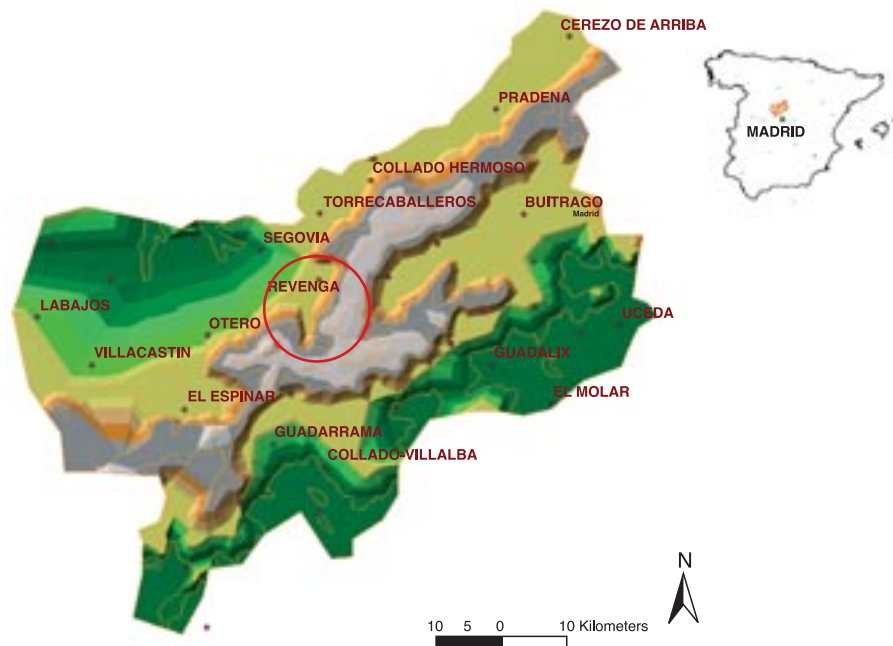 CEREZO DE ARRIBA
PRADENA
MADRID
COLLADO HERMOSO
TORRECABALLEROS
BUITRAGO
Madrid
SEGOVIA
REVENGA
LABAJOS
OTERO
UCEDA
VILLACASTIN
GUADALIX
EL ESPINAR
EL MOLAR
GUADARRAMA
COLLADO-VILLALBA
N
10 5 0 10 Kilometers